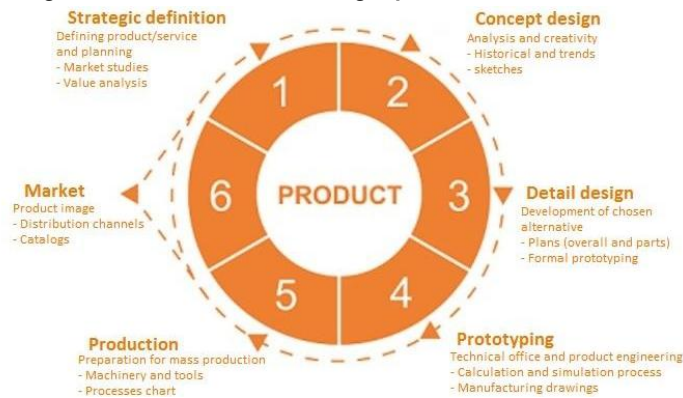 Strategic definition
Defining product/service
and planning
- Market studies
- Value analysis
Concept design
Analysis and creativity
- Historical and trends
- sketches
1
2
3
4
5
6
PRODUCT
Market
Product image
- Distribution channels
- Catalogs
Detail design
Development of chosen
alternative
- Plans (overall and parts)
- Formal prototyping
Production
Preparation for mass production
- Machinery and tools
- Processes chart
Prototyping
Technical office and product engineering
- Calculation and simulation process
- Manufacturing drawings